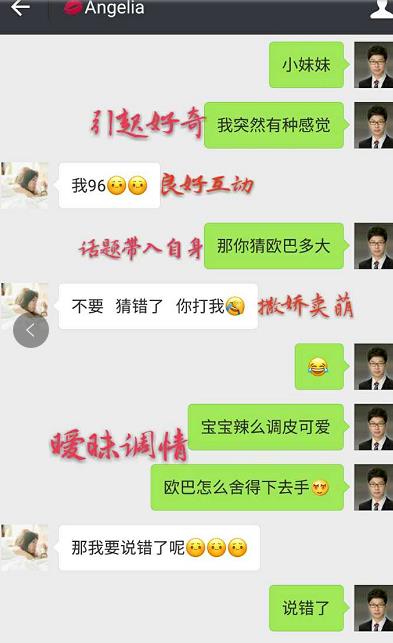 Angelia
小妹妹
引起好奇
我突然有种感觉
我96
良好互动
话题带入自身
那你猜欧巴多大
不要 猜错了 你打我
撒娇卖萌
宝宝辣么调皮可爱
暧昧调情
欧巴怎么舍得下去手
那我要说错了呢
说错了